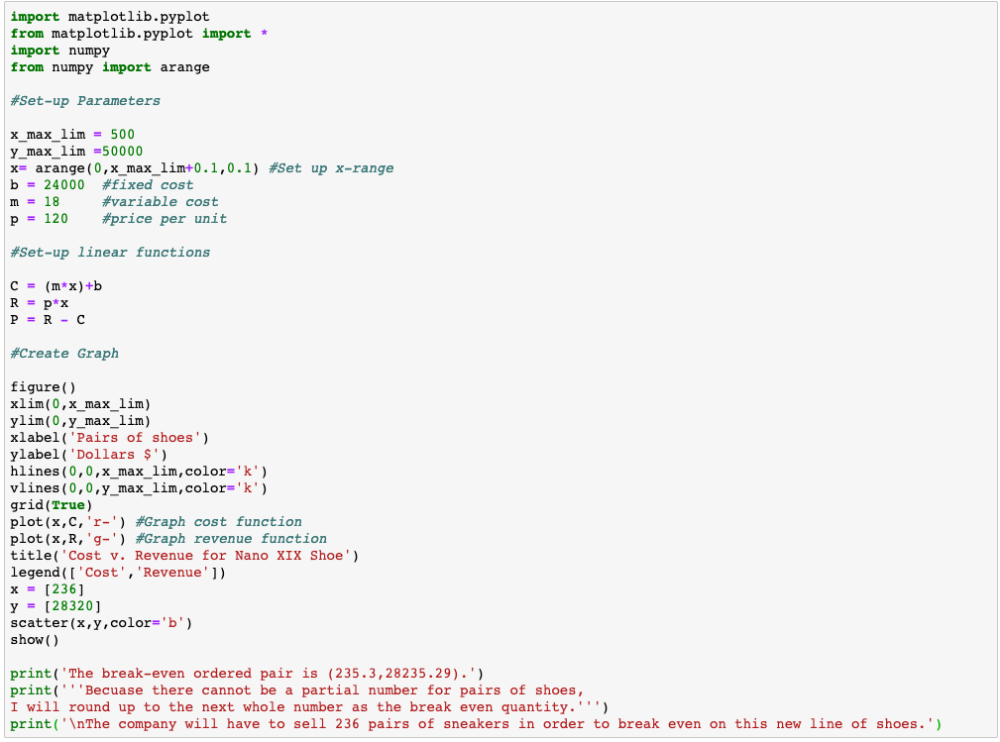 import matplotlib.pyplot
from matplotlib.pyplot import *
import numpy
from numpy import arange
#Set-up Parameters
x_max_lim = 500
y_max_lim =50000
x= arange(0,x_max_lim+0.1,0.1) #Set up x-range
b = 24000  #fixed cost
m = 18     #variable cost
p = 120    #price per unit
#Set-up linear functions
C = (m*x)+b
R = p*x
P = R - C
#Create Graph
figure()
xlim(0,x_max_lim)
ylim(0,y_max_lim)
xlabel('Pairs of shoes')
ylabel('Dollars $')
hlines(0,0,x_max_lim,color='k')
vlines(0,0,y_max_lim,color='k')
grid(True)
plot(x,C,'r-') #Graph cost function
plot(x,R,'g-') #Graph revenue function
title('Cost v. Revenue for Nano XIX Shoe')
legend(['Cost','Revenue'])
x = [236]
y = [28320]
scatter(x,y,color='b')
show()
print('The break-even ordered pair is (235.3,28235.29).')
print('''Becuase there cannot be a partial number for pairs of shoes,
I will round up to the next whole number as the break even quantity.''')
print('\nThe company will have to sell 236 pairs of sneakers in order to break even on this new line of shoes.')